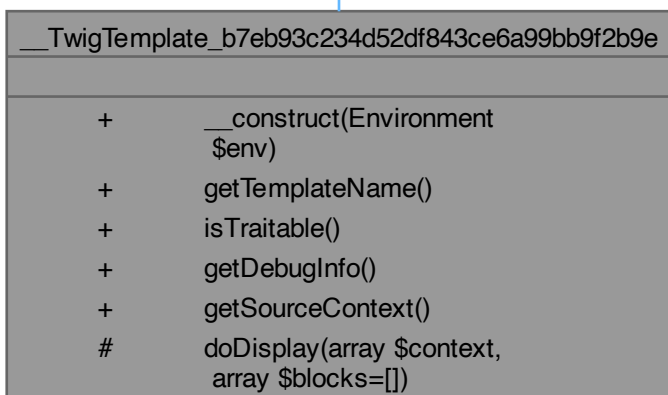 __TwigTemplate_b7eb93c234d52df843ce6a99bb9f2b9e
+ __construct(Environment
$env)
+ getTemplateName()
+ isTraitable()
+ getDebugInfo()
+ getSourceContext()
# doDisplay(array $context,
array $blocks=[])